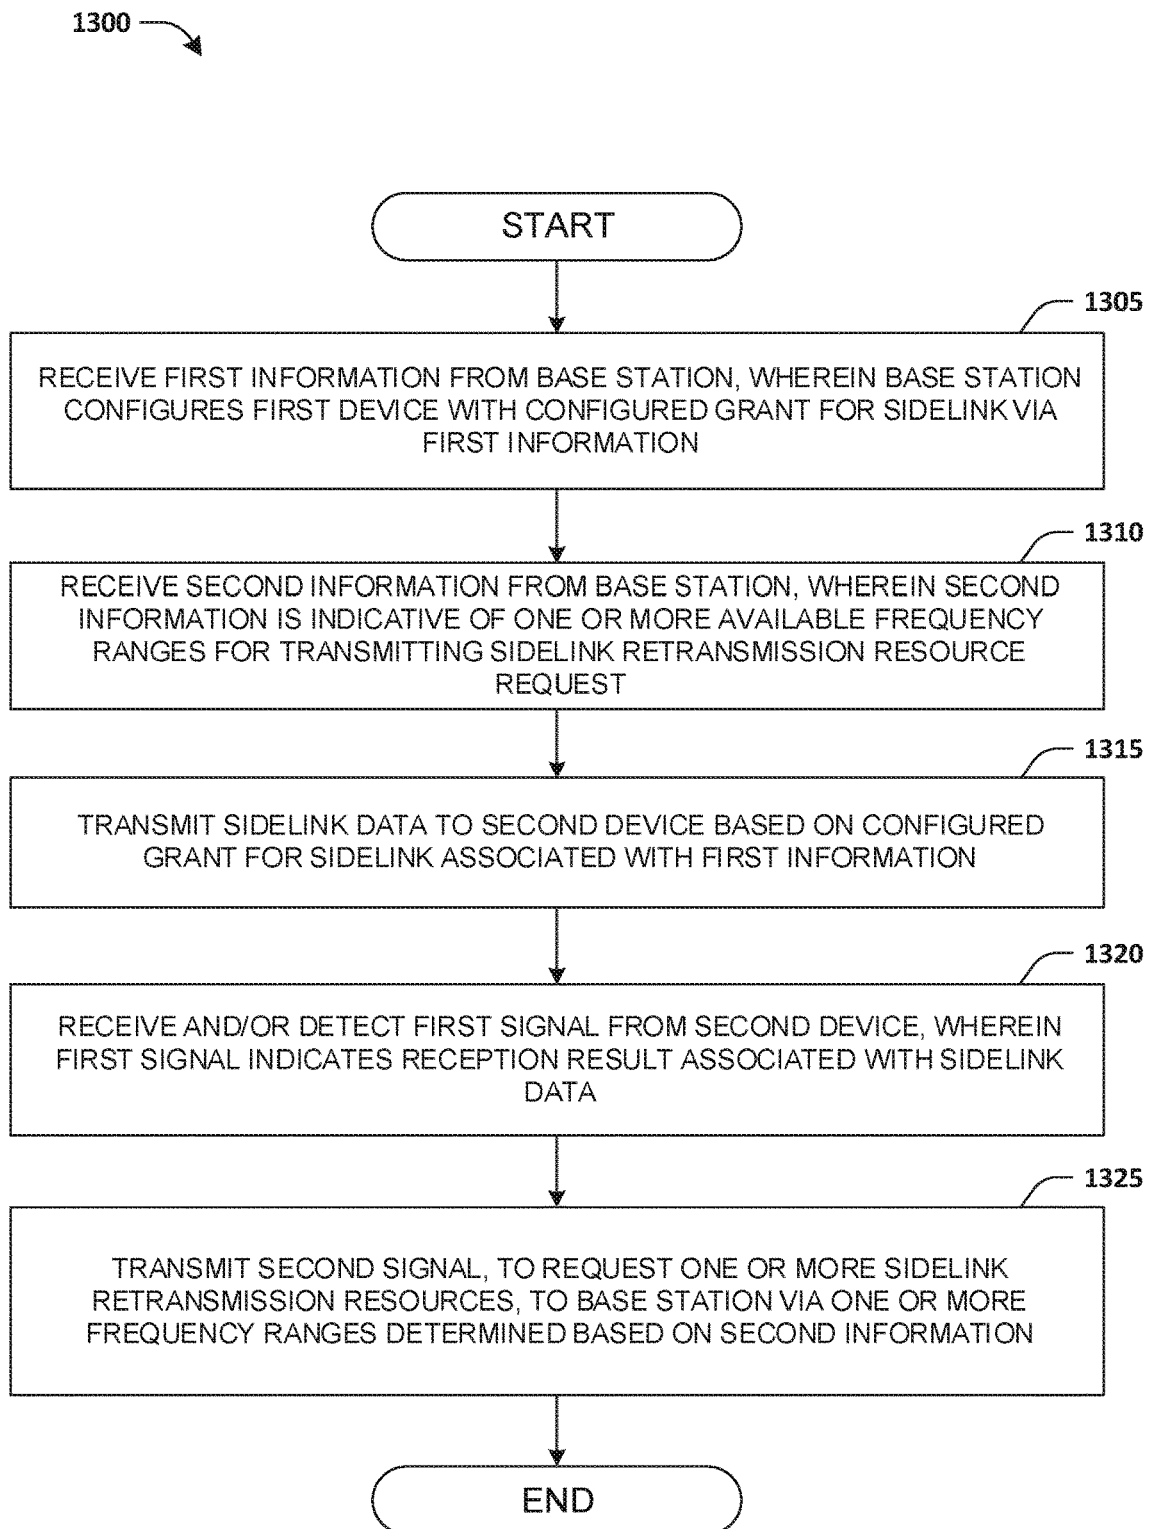 1300
START
1305
RECEIVE FIRST INFORMATION FROM BASE STATION, WHEREIN BASE STATION
CONFIGURES FIRST DEVICE WITH CONFIGURED GRANT FOR SIDELINK VIA
FIRST INFORMATION
1310
RECEIVE SECOND INFORMATION FROM BASE STATION, WHEREIN SECOND
INFORMATION IS INDICATIVE OF ONE OR MORE AVAILABLE FREQUENCY
RANGES FOR TRANSMITTING SIDELINK RETRANSMISSION RESOURCE
REQUEST
1315
TRANSMIT SIDELINK DATA TO SECOND DEVICE BASED ON CONFIGURED
GRANT FOR SIDELINK ASSOCIATED WITH FIRST INFORMATION
1320
RECEIVE AND/OR DETECT FIRST SIGNAL FROM SECOND DEVICE, WHEREIN
FIRST SIGNAL INDICATES RECEPTION RESULT ASSOCIATED WITH SIDELINK
DATA
1325
TRANSMIT SECOND SIGNAL, TO REQUEST ONE OR MORE SIDELINK
RETRANSMISSION RESOURCES, TO BASE STATION VIA ONE OR MORE
FREQUENCY RANGES DETERMINED BASED ON SECOND INFORMATION
END